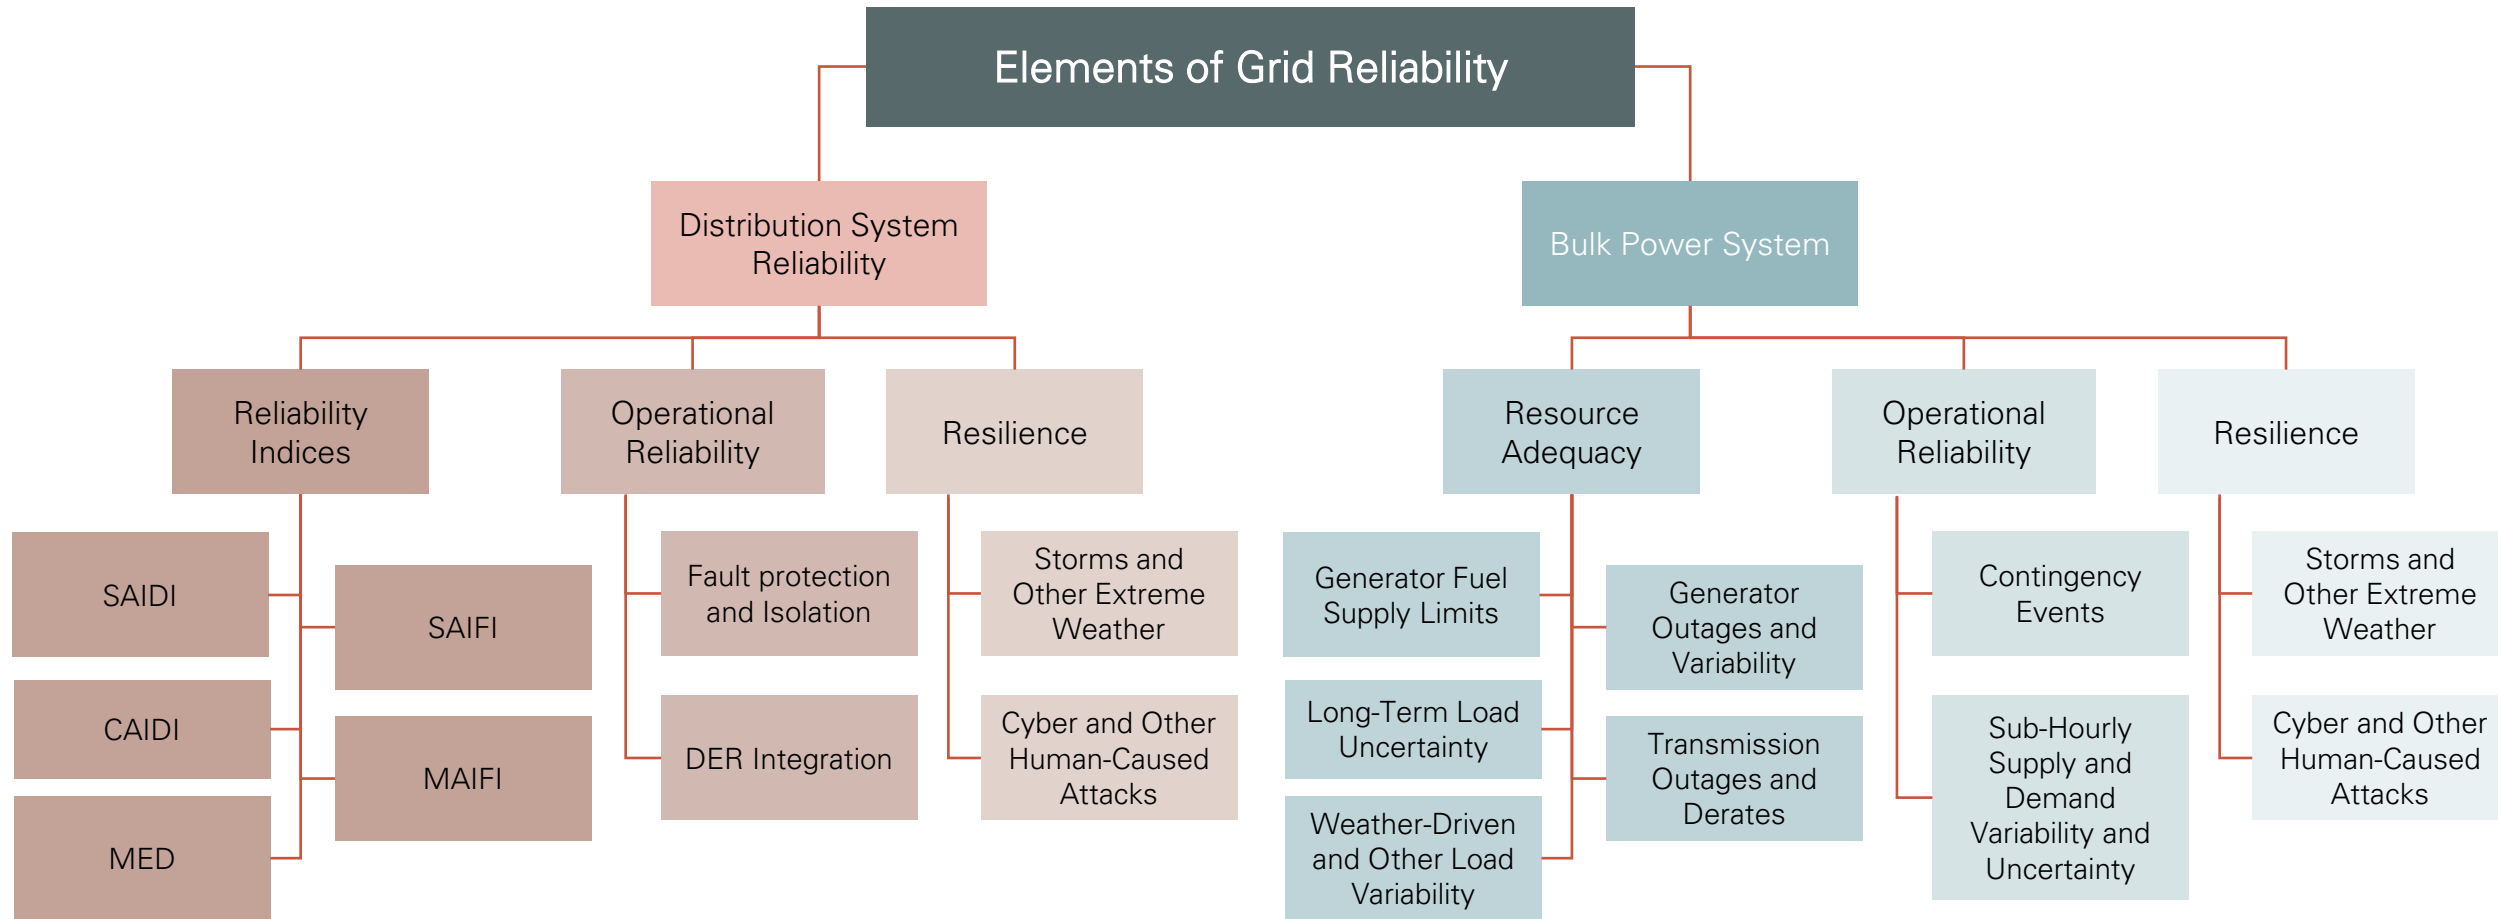 Elements of Grid Reliability
Distribution System
Reliability
Bulk Power System
Reliability
Indices
Operational
Reliability
Resilience
Resource
Adequacy
Operational
Reliability
Resilience
SAIDI
SAIFI
CAIDI
MAIFI
MED
Fault protection
and Isolation
DER Integration
Storms and
Other Extreme
Weather
Cyber and Other
Human-Caused
Attacks
Generator Fuel
Supply Limits
Generator
Outages and
Variability
Long-Term Load
Uncertainty
Transmission
Outages and
Derates
Weather-Driven
and Other Load
Variability
Contingency
Events
Sub-Hourly
Supply and
Demand
Variability and
Uncertainty
Storms and
Other Extreme
Weather
Cyber and Other
Human-Caused
Attacks